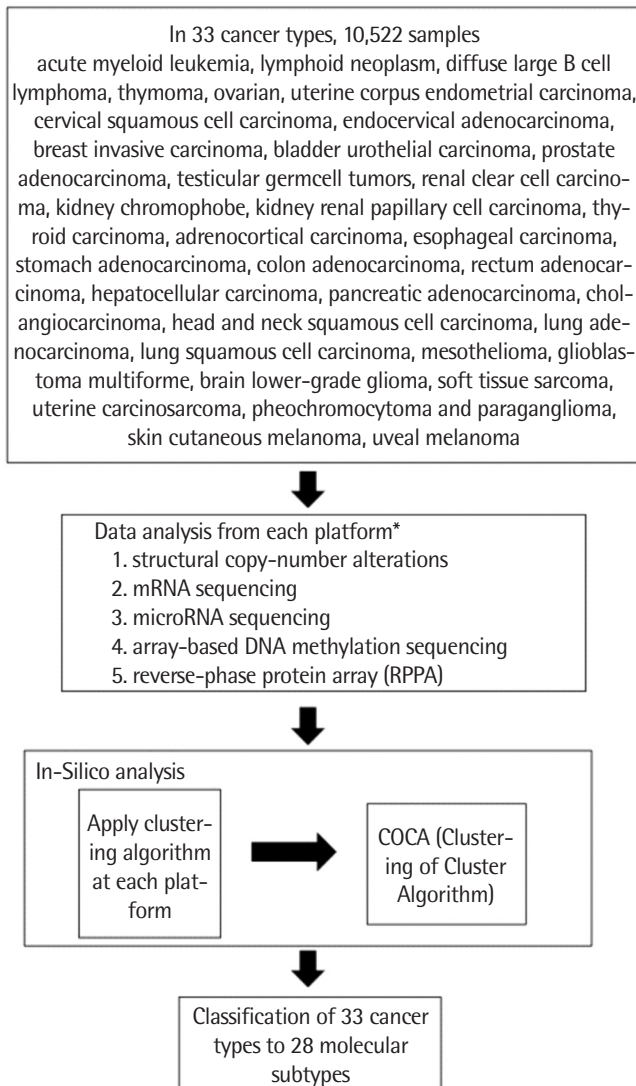 In 33 cancer types, 10,522 samples
acute myeloid leukemia, lymphoid neoplasm, diffuse large B cell
lymphoma, thymoma, ovarian, uterine corpus endometrial carcinoma,
cervical squamous cell carcinoma, endocervical adenocarcinoma,
breast invasive carcinoma, bladder urothelial carcinoma, prostate
adenocarcinoma, testicular germcell tumors, renal clear cell carcino-
ma, kidney chromophobe, kidney renal papillary cell carcinoma, thy-
roid carcinoma, adrenocortical carcinoma, esophageal carcinoma,
stomach adenocarcinoma, colon adenocarcinoma, rectum adenocar-
cinoma, hepatocellular carcinoma, pancreatic adenocarcinoma, chol-
angiocarcinoma, head and neck squamous cell carcinoma, lung ade-
nocarcinoma, lung squamous cell carcinoma, mesothelioma, glioblas-
toma multiforme, brain lower-grade glioma, soft tissue sarcoma,
uterine carcinosarcoma, pheochromocytoma and paraganglioma,
skin cutaneous melanoma, uveal melanoma
Data analysis from each platform*
1. structural copy-number alterations
2. mRNA sequencing
3. microRNA sequencing
4. array-based DNA methylation sequencing
5. reverse-phase protein array (RPPA)
In-Silico analysis
Apply cluster-
ing algorithm
at each plat-
form
COCA (Cluster-
ing of Cluster
Algorithm)
Classification of 33 cancer
types to 28 molecular
subtypes